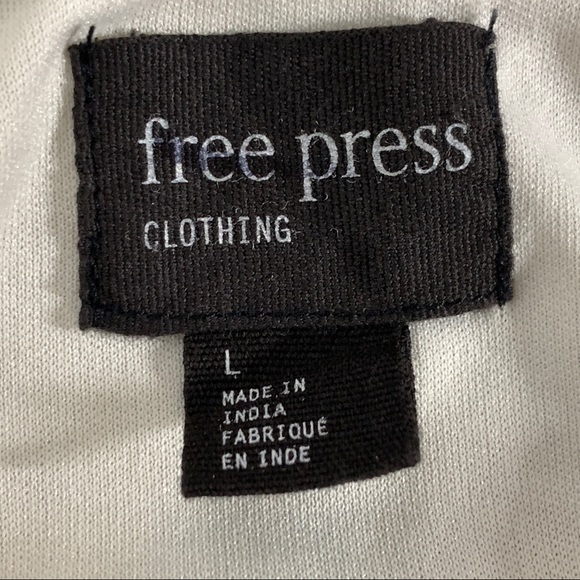 free press
CLOTHING
L
MADE IN
INDIA
FABRIQUÉ
EN INDE